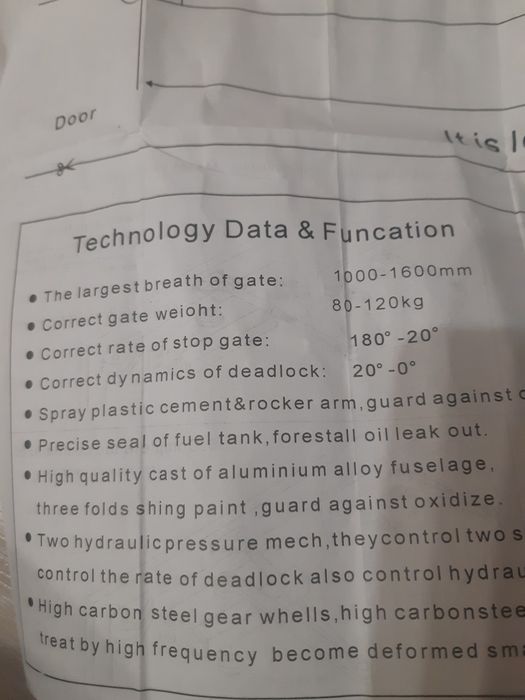 Door
It is
Technology Data & Funcation
• The largest breath of gate: 1000-1600mm
• Correct gate weioht: 80-120kg
• Correct rate of stop gate: 180° -20°
• Correct dynamics of deadlock: 20° -0°
• Spray plastic cement&rocker arm,guard against
• Precise seal of fuel tank,forestall oil leak out.
• High quality cast of aluminium alloy fuselage,
three folds shing paint ,guard against oxidize.
• Two hydraulic pressure mech,theycontrol two
control the rate of deadlock also control
• High carbon steel gear whells,high
treat by high frequency become deformed